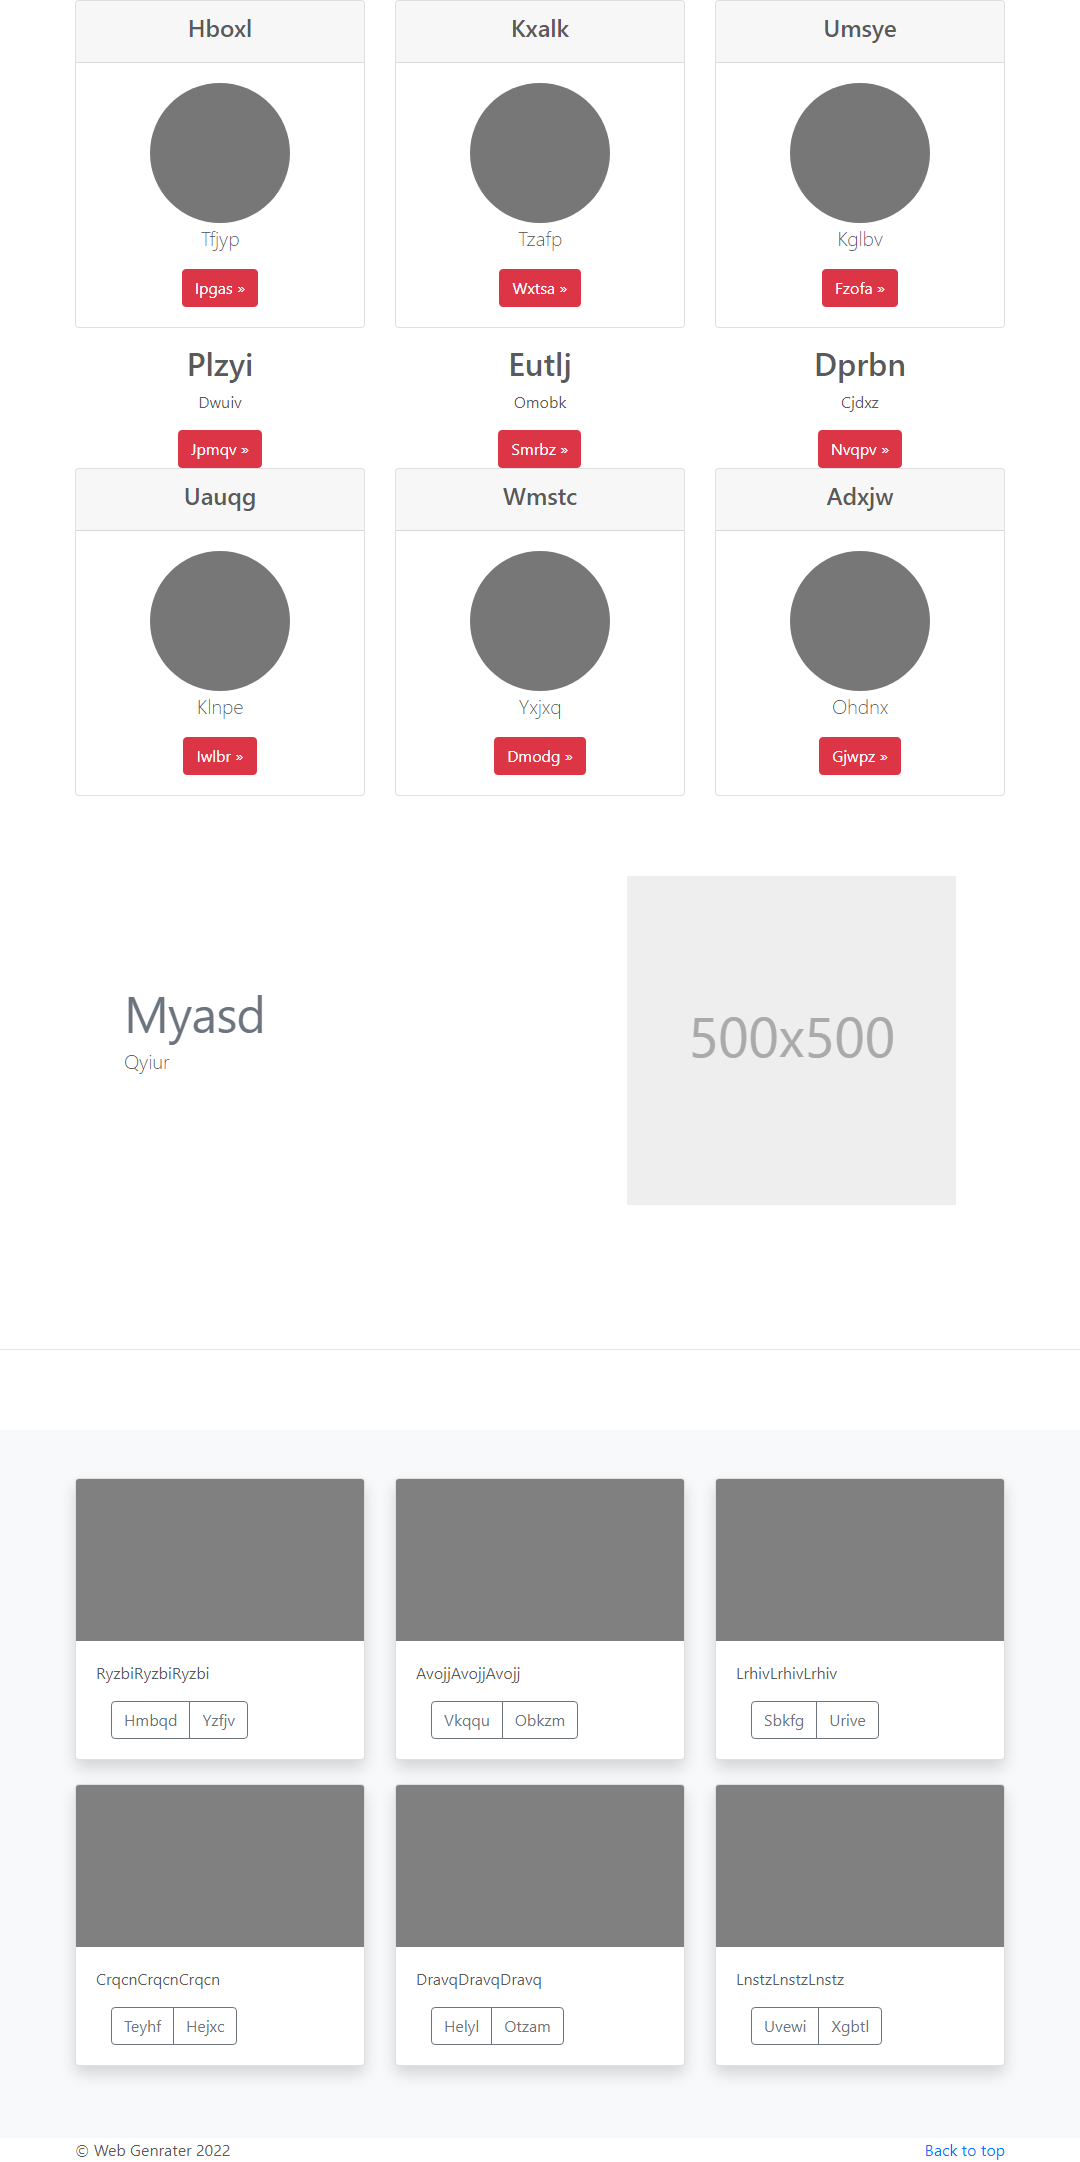 Hboxl
Kxalk
Umsye
Tfjyp
Tzafp
Kglbv
Ipgas »
Wxtsa »
Fzofa »
Plzyi
Eutlj
Dprbn
Dwuiv
Omobk
Cjdxz
Jpmqv »
Smrbz »
Nvqpv »
Uauqg
Wmstc
Adxjw
Klnpe
Yxjxq
Ohdnx
Iwlbr »
Dmodg »
Gjwpz »
Myasd
Qyiur
500x500
RyzbiRyzbiRyzbi
AvojjAvojjAvojj
LrhivLrhivLrhiv
Hmbqd Yzfjv
Vkqqu Obkzm
Sbkfg Urive
CrqcnCrqcnCrqcn
DravqDravqDravq
LnstzLnstzLnstz
Teyhf Hejxc
Helyl Otzam
Uvewi Xgbtl
© Web Genrater 2022
Back to top